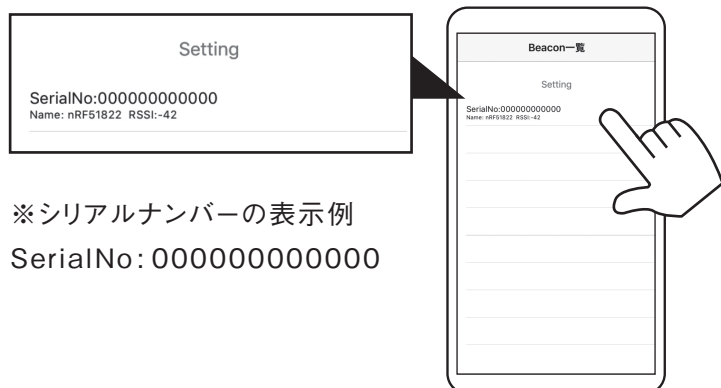 Setting
SerialNo:000000000000
Name: nRF51822 RSSI:-42
※シリアルナンバーの表示例
SerialNo:000000000000
Beacon一覧
Setting
SerialNo:000000000000
Name: nRF51822 RSSI:-42